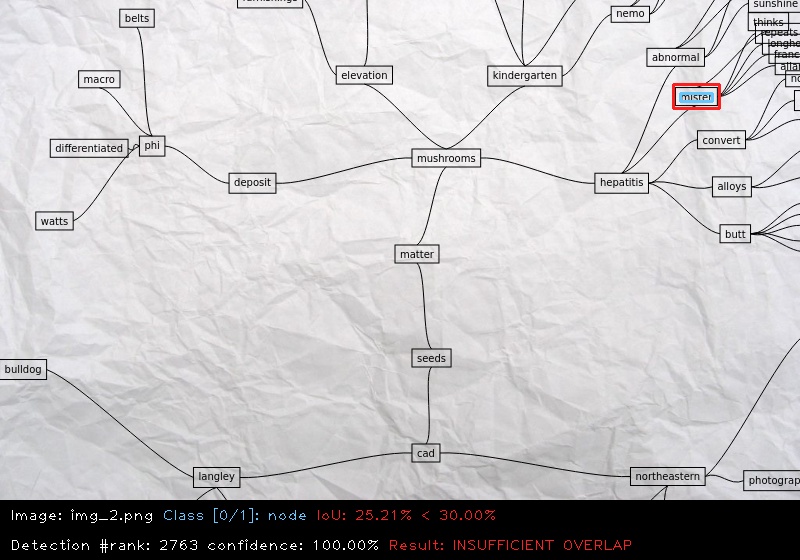 belts
nemo
sunshine
thinks
repeats
abnormal
elevation
kindergarten
macro
mister
convert
differentiated
phi
mushrooms
deposit
hepatitis
alloys
watts
butt
matter
seeds
bulldog
cad
langley
northeastern
Image: img_2.png Class [0/1]: node IoU: 25.21% < 30.00%
Detection #rank: 2763 confidence: 100.00% Result: INSUFFICIENT OVERLAP